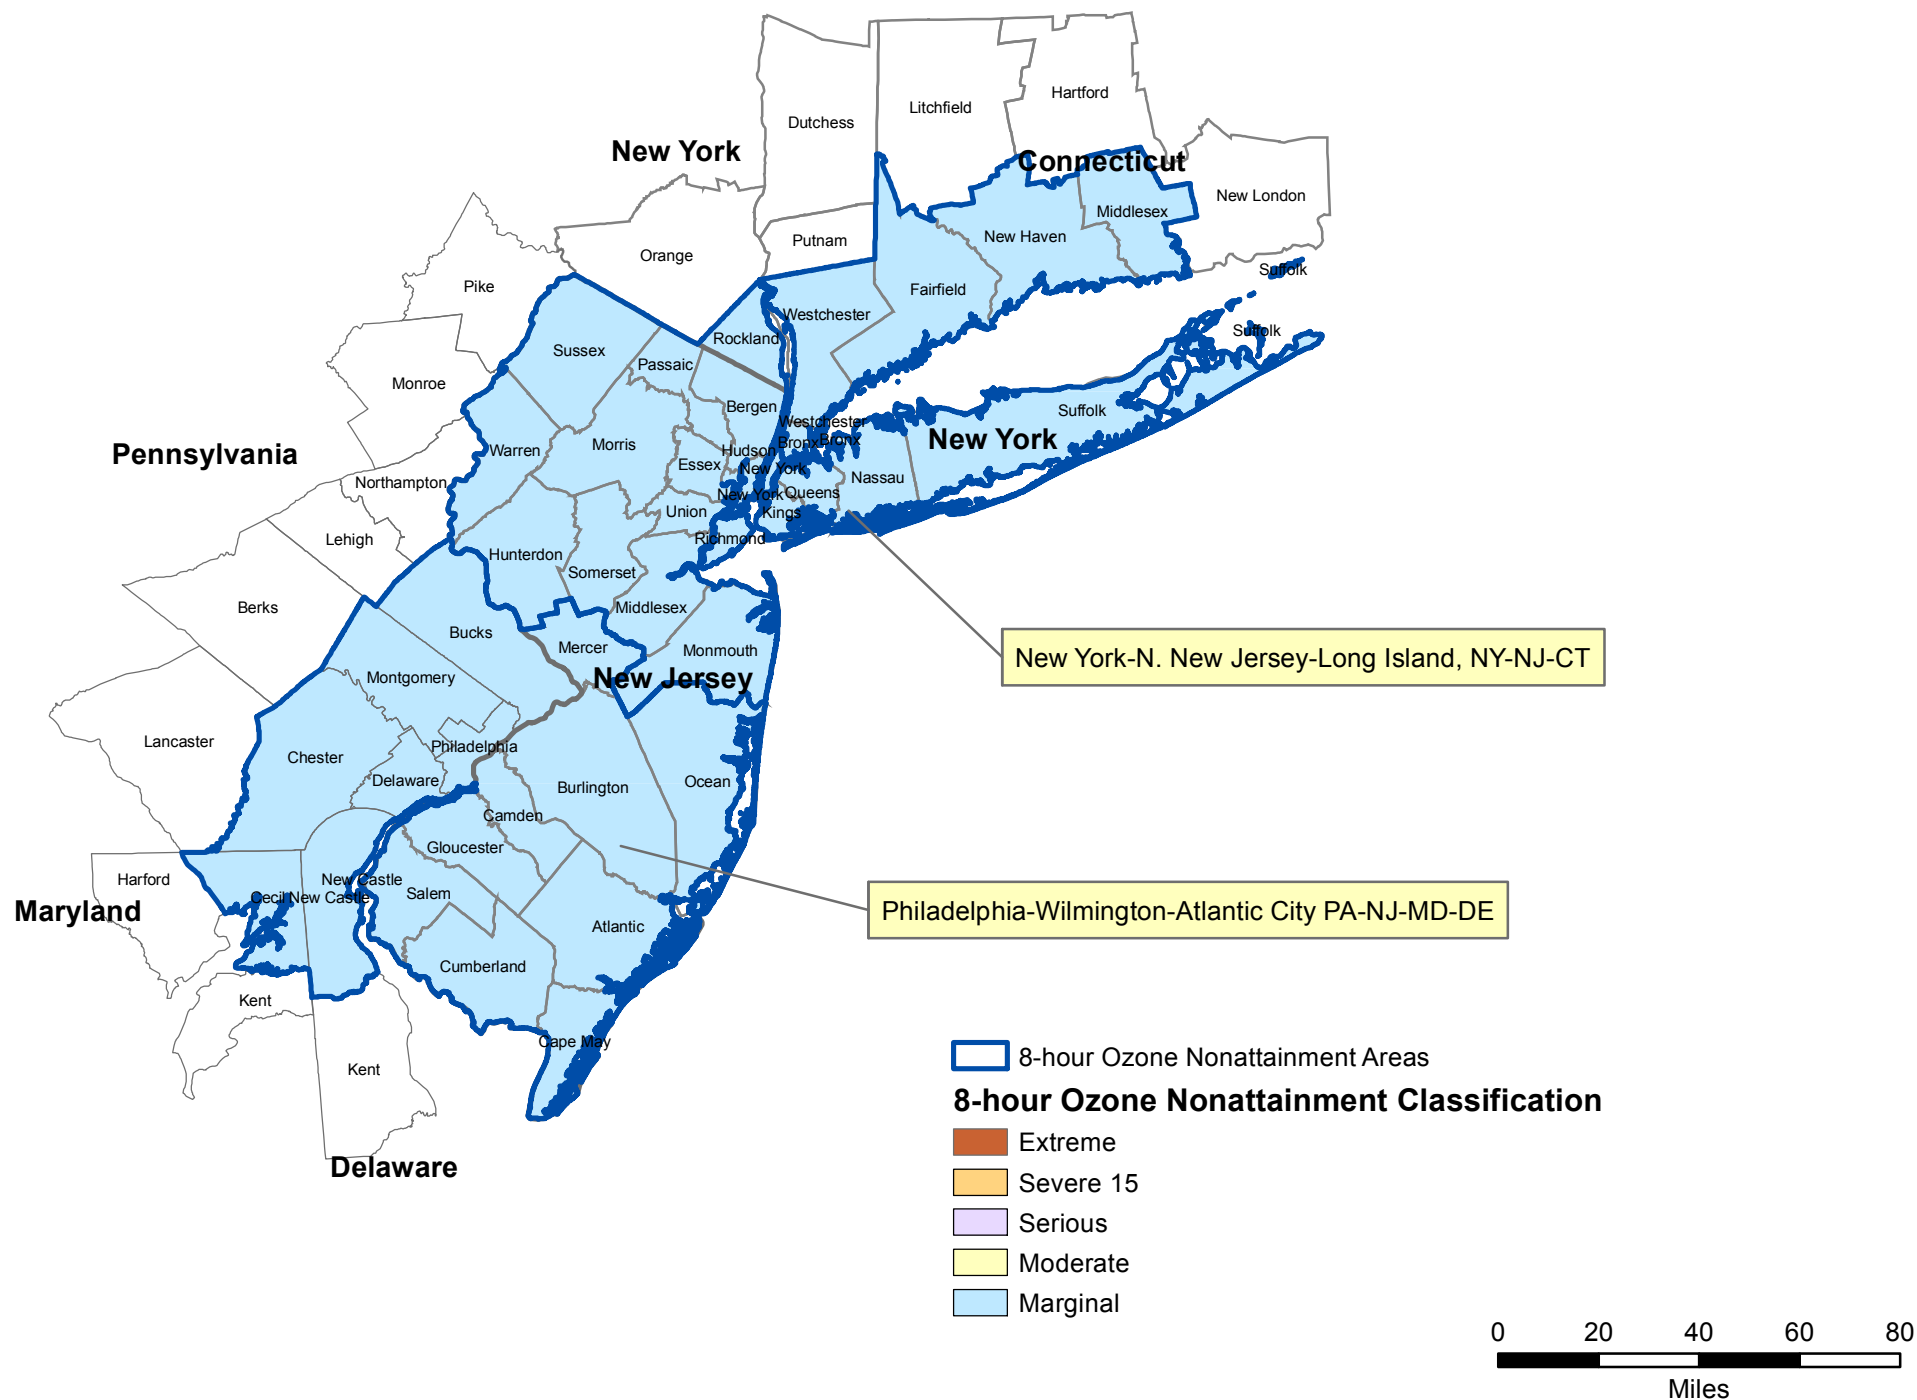 Hartford
Litchfield
Dutchess
New York
Connecticut
New London
Middlesex
New Haven
Putnam
Orange
Suffolk
Pike
Fairfield
Westchester
Suffolk
Rockland
Sussex
Passaic
Monroe
Bergen
Suffolk
Westchester
New York
Bronx
Bronx
Morris
Warren
Hudson
Pennsylvania
Essex
New York
Nassau
Northampton
New York
Queens
Union
Kings
Lehigh
Richmond
Hunterdon
Somerset
Berks
Middlesex
Bucks
Mercer
Monmouth
New York-N. New Jersey-Long Island, NY-NJ-CT
Montgomery
New Jersey
Lancaster
Philadelphia
Chester
Delaware
Ocean
Burlington
Camden
Gloucester
Harford
New Castle
Salem
Cecil
New Castle
Maryland
Philadelphia-Wilmington-Atlantic City PA-NJ-MD-DE
Atlantic
Cumberland
Kent
Cape May
Kent
Delaware
8-hour Ozone Nonattainment Areas
8-hour Ozone Nonattainment Classification
Extreme
Severe 15
Serious
Moderate
Marginal
0 20 40 60 80
Miles